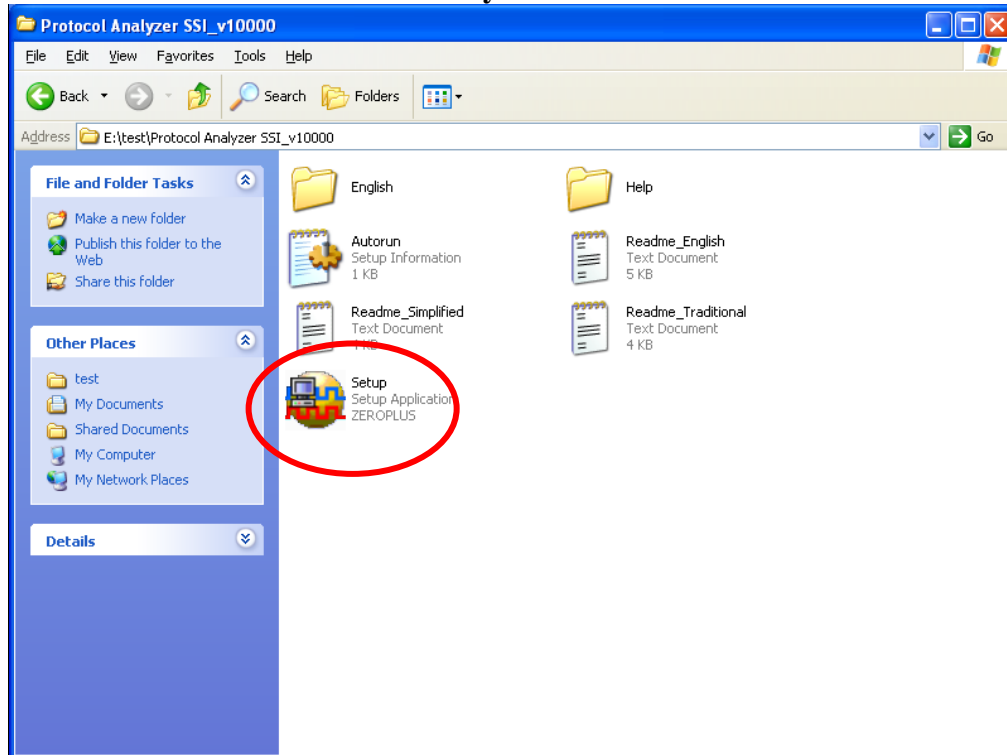 Protocol Analyzer SSI_v10000
File Edit View Favorites Tools Help
Back Search Folders
Address E:\test\Protocol Analyzer SSI_v10000 Go
File and Folder Tasks
Make a new folder
Publish this folder to the
Web
Share this folder
Other Places
test
My Documents
Shared Documents
My Computer
My Network Places
Details
English
Help
Autorun
Setup Information
1 KB
Readme_English
Text Document
5 KB
Readme_Simplified
Text Document
KB
Readme_Traditional
Text Document
4 KB
Setup
Setup Application
ZEROPLUS